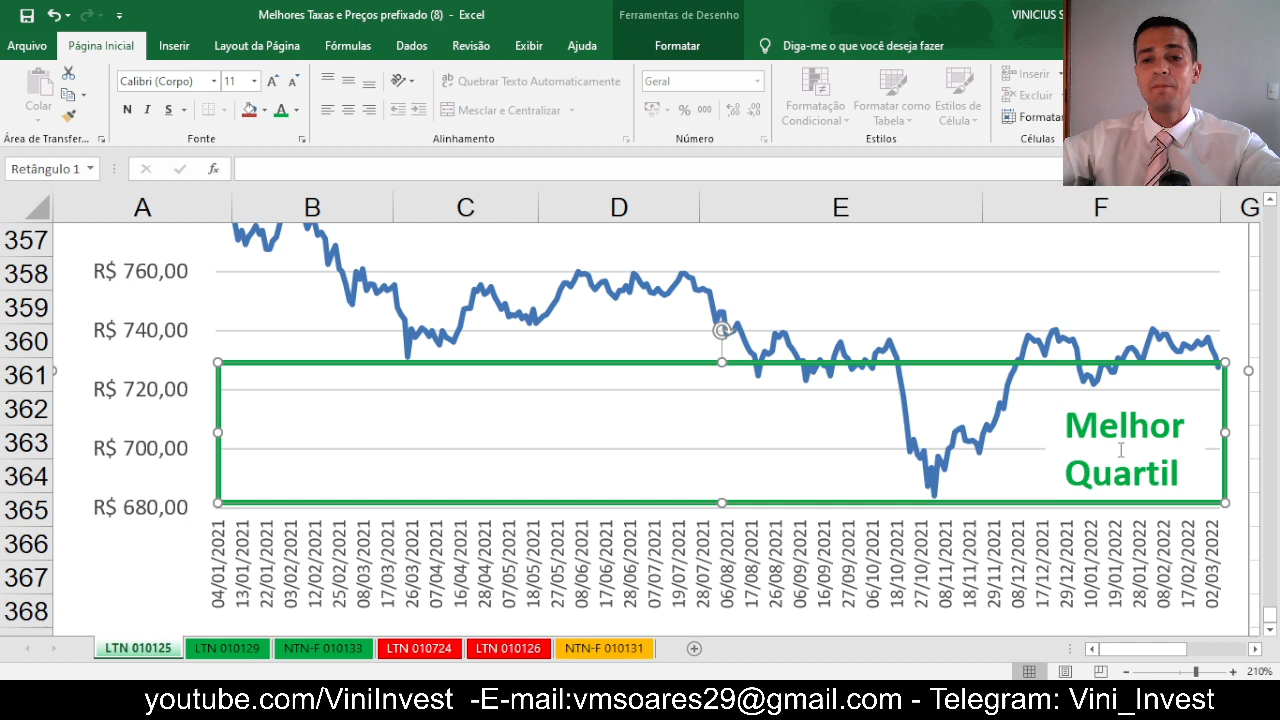 Melhores Taxas e Preços prefixado (8) - Excel
Ferramentas de Desenho
VINICIUS S
Arquivo Página Inicial Inserir Layout da Página Fórmulas Dados Revisão Exibir Ajuda Formatar Diga-me o que você deseja fazer
Colar
Calibri (Corpo) 11
N I S
Quebrar Texto Automaticamente
Mesclar e Centralizar
Geral
% 000
Formatação Condicional
Formatar como Tabela
Estilos de Célula
Inserir
Excluir
Formatar
Área de Transfer...
Fonte
Alinhamento
Número
Estilos
Células
Retângulo 1
fx
A B C D E F G
357
358
359
360
361
362
363
364
365
366
367
368
R$ 760,00
R$ 740,00
R$ 720,00
R$ 700,00
R$ 680,00
Melhor
Quartil
04/01/2021
13/01/2021
22/01/2021
03/02/2021
12/02/2021
25/02/2021
08/03/2021
17/03/2021
26/03/2021
07/04/2021
16/04/2021
28/04/2021
07/05/2021
18/05/2021
27/05/2021
08/06/2021
17/06/2021
28/06/2021
07/07/2021
19/07/2021
28/07/2021
06/08/2021
17/08/2021
26/08/2021
06/09/2021
16/09/2021
27/09/2021
06/10/2021
18/10/2021
27/10/2021
08/11/2021
18/11/2021
29/11/2021
08/12/2021
17/12/2021
29/12/2021
10/01/2022
19/01/2022
28/01/2022
08/02/2022
17/02/2022
02/03/2022
LTN 010125 LTN 010129 NTN-F 010133 LTN 010724 LTN 010126 NTN-F 010131
210%
youtube.com/ViniInvest -E-mail:vmsoares29@gmail.com - Telegram: Vini_Invest